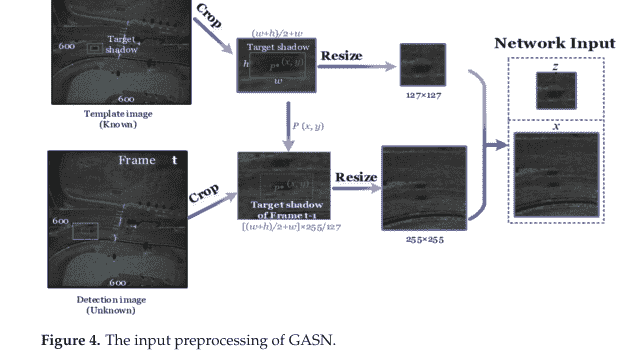 Crop
(w+h)/2+w
Target shadow
600
Target shadow
h
P (x, y)
w
Resize
Network Input
z
127×127
600
Template image
(Known)
P (x, y)
x
Frame t
Crop
600
Resize
Target shadow
of Frame t-1
[(w+h)/2+w]×255/127
255×255
600
Detection image
(Unknown)
Figure 4. The input preprocessing of GASN.